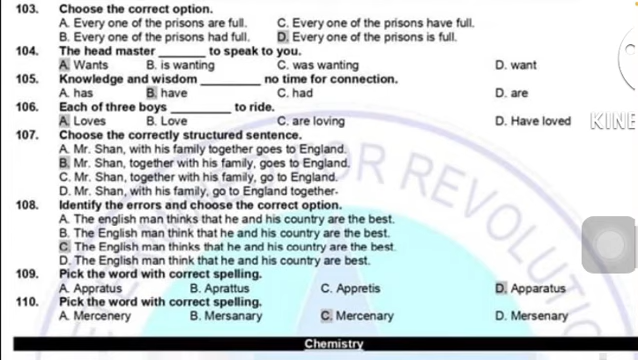 103. Choose the correct option.
A. Every one of the prisons are full. C. Every one of the prisons have full.
B. Every one of the prisons had full. D. Every one of the prisons is full.
104. The head master _______ to speak to you.
A. Wants B. is wanting C. was wanting D. want
105. Knowledge and wisdom _________ no time for connection.
A. has B. have C. had D. are
106. Each of three boys _________ to ride.
A. Loves B. Love C. are loving D. Have loved
107. Choose the correctly structured sentence.
A. Mr. Shan, with his family together goes to England.
B. Mr. Shan, together with his family, goes to England.
C. Mr. Shan, together with his family, go to England.
D. Mr. Shan, with his family, go to England together.
108. Identify the errors and choose the correct option.
A. The english man thinks that he and his country are the best.
B. The English man think that he and his country are the best.
C. The English man thinks that he and his country are the best.
D. The English man think that he and his country are best.
109. Pick the word with correct spelling.
A. Appratus B. Aprattus C. Appretis D. Apparatus
110. Pick the word with correct spelling.
A. Mercenery B. Mersanary C. Mercenary D. Mersenary
Chemistry
FOR REVOLUTION
KINE